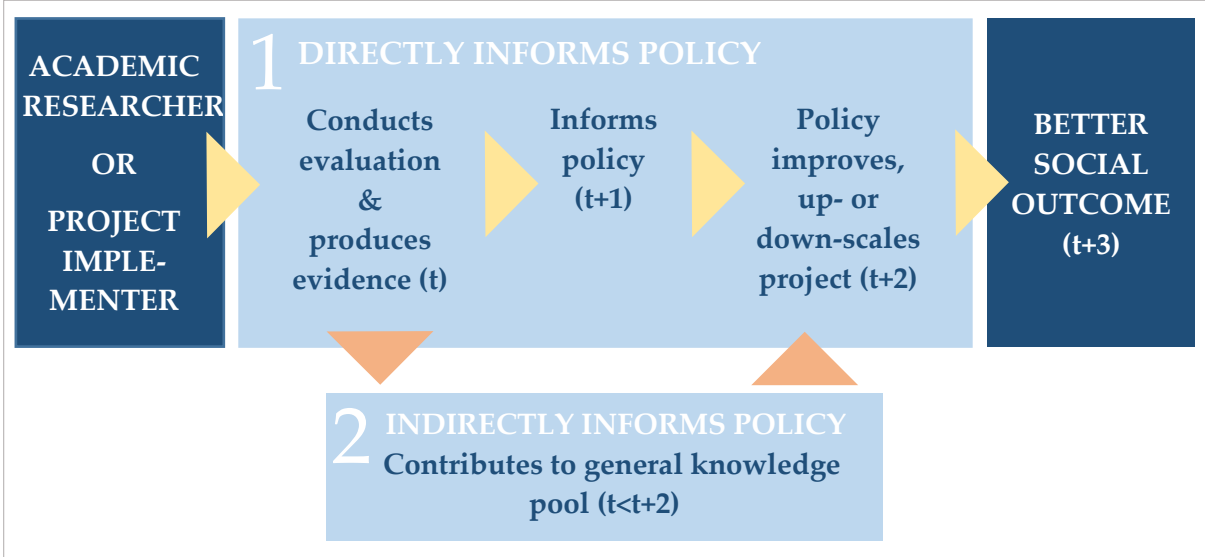 ACADEMIC
RESEARCHER
OR
PROJECT
IMPLE-
MENTER
1 DIRECTLY INFORMS POLICY
Conducts
evaluation
&
produces
evidence (t)
Informs
policy
(t+1)
Policy
improves,
up- or
down-scales
project (t+2)
BETTER
SOCIAL
OUTCOME
(t+3)
2 INDIRECTLY INFORMS POLICY
Contributes to general knowledge
pool (t<t+2)